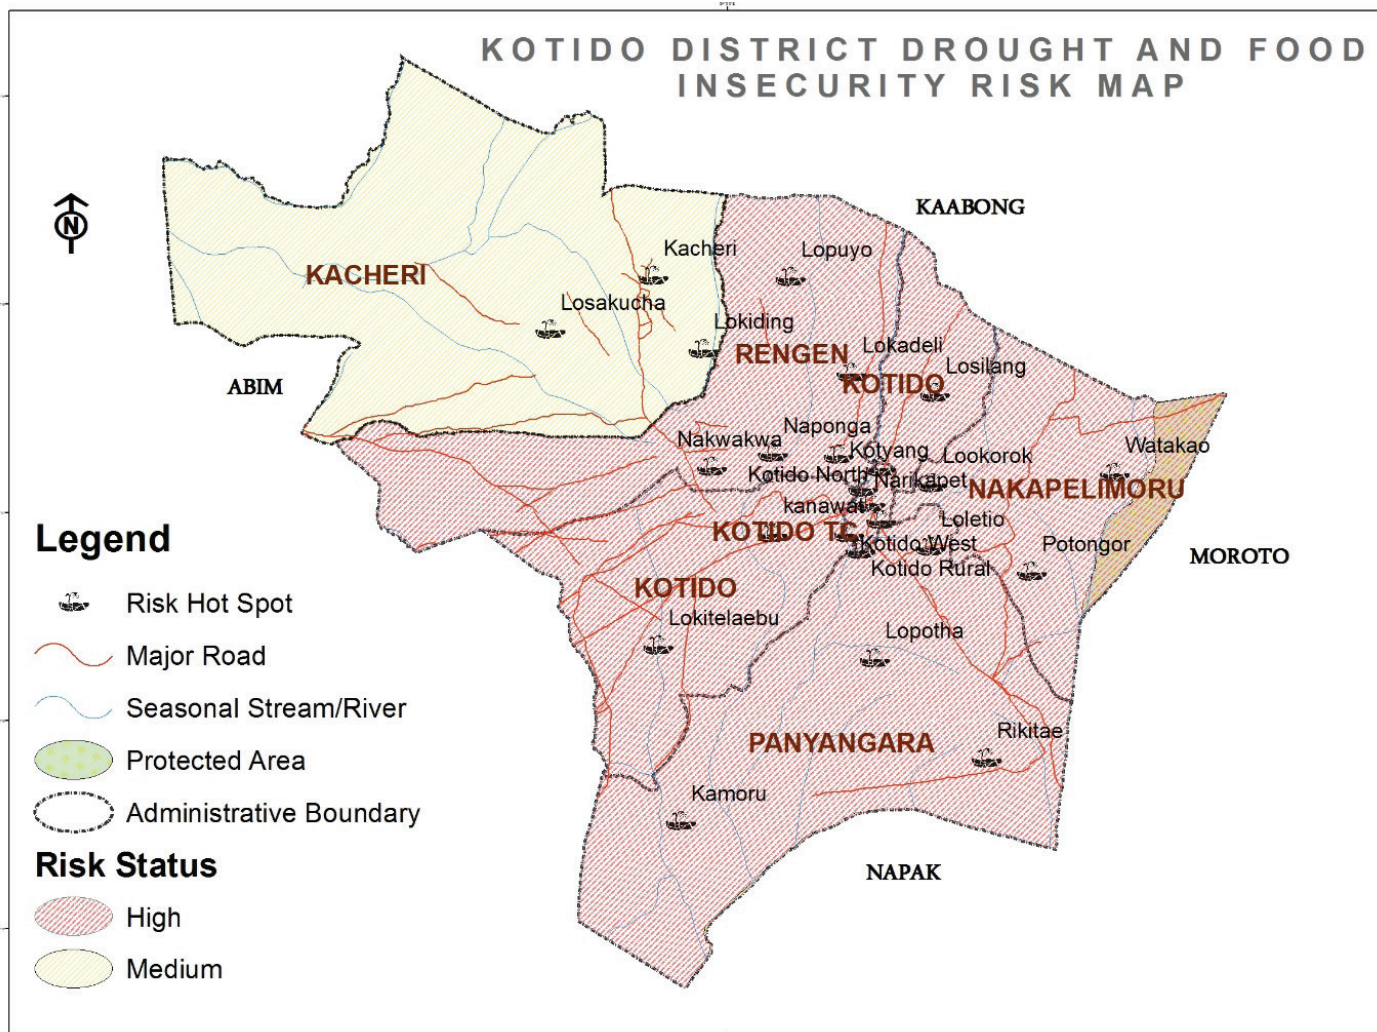 KOTIDO DISTRICT DROUGHT AND FOOD
INSECURITY RISK MAP
KAABONG
Kacheri
Lopuyo
KACHERI
Losakucha
Lokiding
RENGEN
Lokadeli
Losilang
KOTIDO
ABIM
Naponga
Nakwakwa
Kotyang
Watakao
Lookorok
Kotido North
Narikapet
NAKAPELIMORU
kanawat
Loletio
KOTIDO TC
Kotido West
Potongor
MOROTO
Kotido Rural
KOTIDO
Lokitelaebu
Lopotha
Rikitae
PANYANGARA
Kamoru
NAPAK
N
Legend
Risk Hot Spot
Major Road
Seasonal Stream/River
Protected Area
Administrative Boundary
Risk Status
High
Medium